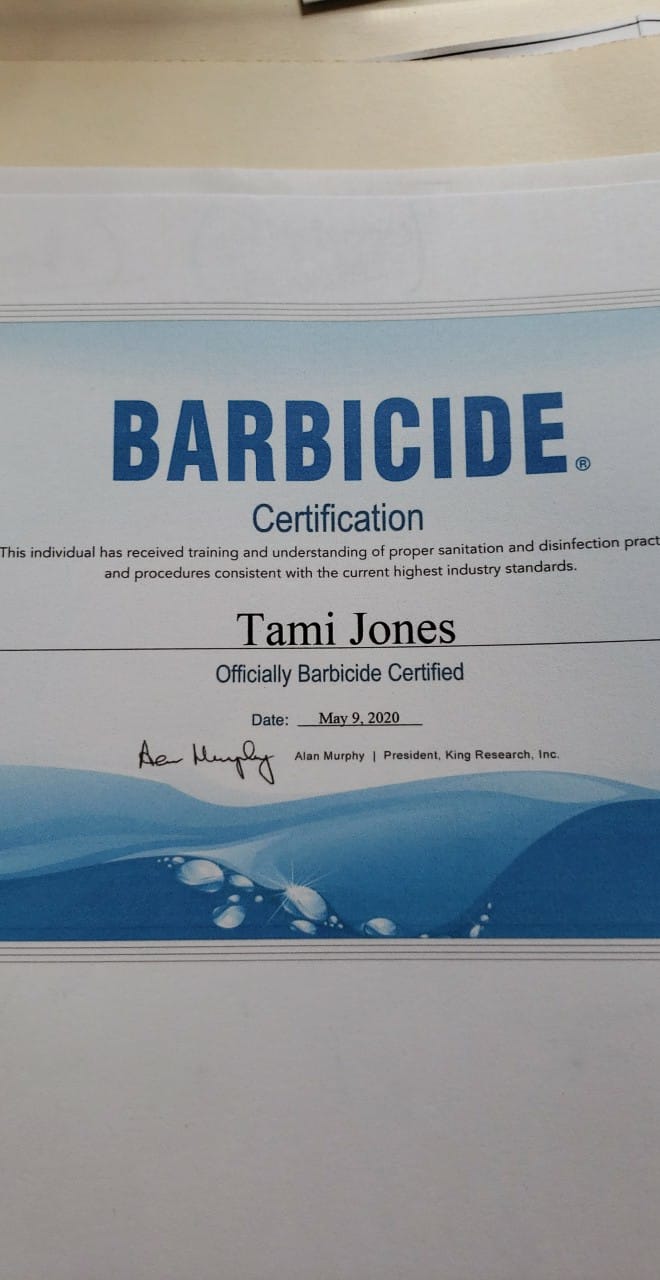 BARBICIDE®
Certification
This individual has received training and understanding of proper sanitation and disinfection pract
and procedures consistent with the current highest industry standards.
Tami Jones
Officially Barbicide Certified
Date: May 9, 2020
Alan Murphy | President, King Research, Inc.